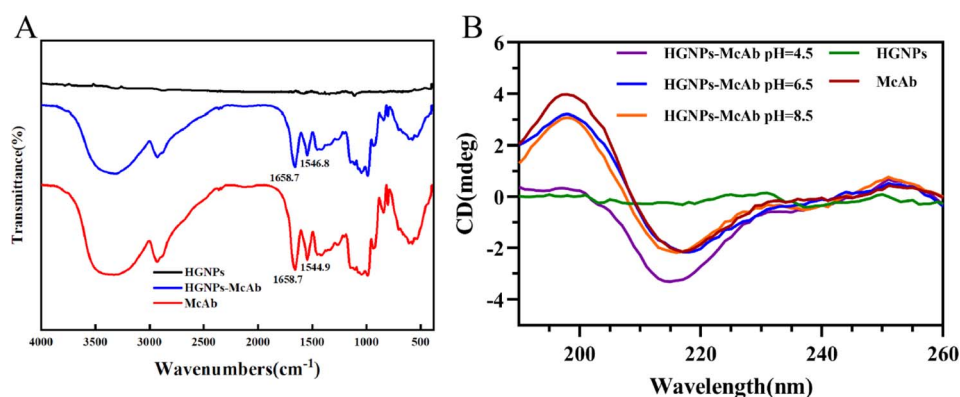 A
Transmittance(%)
1658.7
1546.8
1658.7
1544.9
HGNPs
HGNPs-McAb
McAb
4000 3500 3000 2500 2000 1500 1000 500
Wavenumbers(cm-1)
B
HGNPs-McAb pH=4.5
HGNPs
HGNPs-McAb pH=6.5
McAb
HGNPs-McAb pH=8.5
CD(mdeg)
6
4
2
0
-2
-4
200 220 240 260
Wavelength(nm)